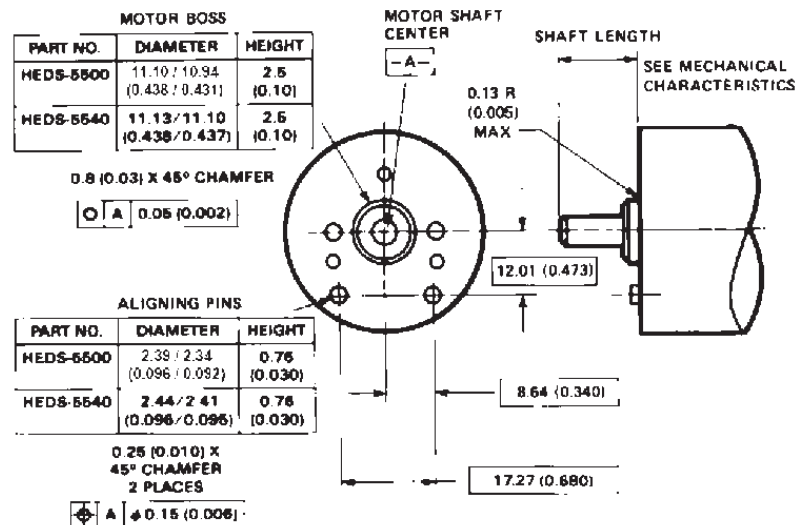 MOTOR BOSS
PART NO. DIAMETER HEIGHT
HEDS-5500 11.10 / 10.94 2.5
(0.438 / 0.431) (0.10)
HEDS-5540 11.13/11.10 2.5
(0.438/0.437) (0.10)
0.8 (0.03) X 45° CHAMFER
A 0.05 (0.002)
MOTOR SHAFT
CENTER
-A-
SHAFT LENGTH
SEE MECHANICAL
CHARACTERISTICS
0.13 R
(0.005)
MAX
12.01 (0.473)
ALIGNING PINS
PART NO. DIAMETER HEIGHT
HEDS-5500 2.39 / 2.34 0.76
(0.096 / 0.092) (0.030)
HEDS-5540 2.44/2.41 0.76
(0.096/0.095) (0.030)
0.25 (0.010) X
45° CHAMFER
2 PLACES
⌖ A ⌀ 0.15 (0.006)
8.64 (0.340)
17.27 (0.680)